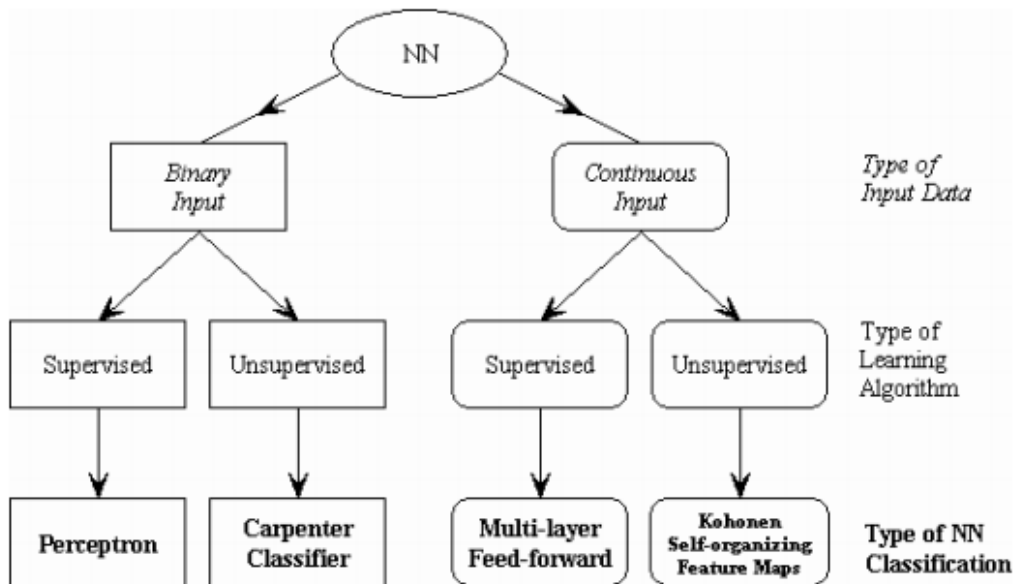 NN
Binary
Input
Continuous
Input
Type of
Input Data
Supervised
Unsupervised
Supervised
Unsupervised
Type of
Learning
Algorithm
Perceptron
Carpenter
Classifier
Multi-layer
Feed-forward
Kohonen
Self-organizing
Feature Maps
Type of NN
Classification